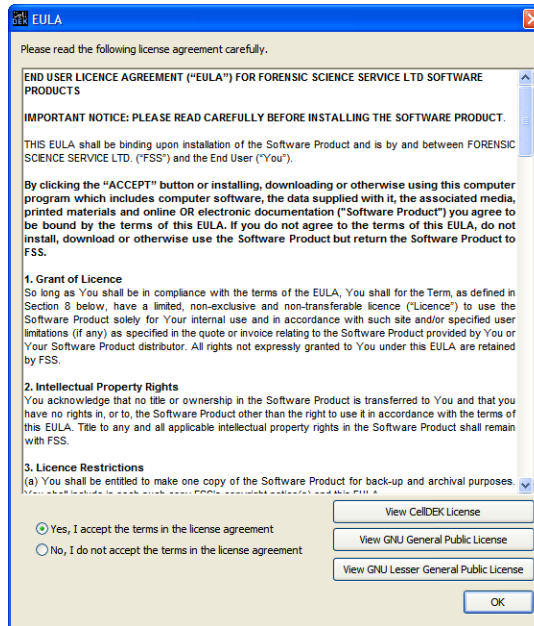 EULA
Please read the following license agreement carefully.
END USER LICENCE AGREEMENT (“EULA”) FOR FORENSIC SCIENCE SERVICE LTD SOFTWARE
PRODUCTS
IMPORTANT NOTICE: PLEASE READ CAREFULLY BEFORE INSTALLING THE SOFTWARE PRODUCT.
THIS EULA shall be binding upon installation of the Software Product and is by and between FORENSIC
SCIENCE SERVICE LTD. (“FSS”) and the End User (“You”).
By clicking the “ACCEPT” button or installing, downloading or otherwise using this computer
program which includes computer software, the data supplied with it, the associated media,
printed materials and online OR electronic documentation ("Software Product") you agree to
be bound by the terms of this EULA. If you do not agree to the terms of this EULA, do not
install, download or otherwise use the Software Product but return the Software Product to
FSS.
1. Grant of Licence
So long as You shall be in compliance with the terms of the EULA, You shall for the Term, as defined in
Section 8 below, have a limited, non-exclusive and non-transferable licence (“Licence”) to use the
Software Product solely for Your internal use and in accordance with such site and/or specified user
limitations (if any) as specified in the quote or invoice relating to the Software Product provided by You or
Your Software Product distributor. All rights not expressly granted to You under this EULA are retained
by FSS.
2. Intellectual Property Rights
You acknowledge that no title or ownership in the Software Product is transferred to You and that you
have no rights in, or to, the Software Product other than the right to use it in accordance with the terms of
this EULA. Title to any and all applicable intellectual property rights in the Software Product shall remain
with FSS.
3. Licence Restrictions
(a) You shall be entitled to make one copy of the Software Product for back-up and archival purposes.
You shall include in each such copy FSS's copyright notice(s) and this EULA
Yes, I accept the terms in the license agreement
No, I do not accept the terms in the license agreement
View CellDEK License
View GNU General Public License
View GNU Lesser General Public License
OK